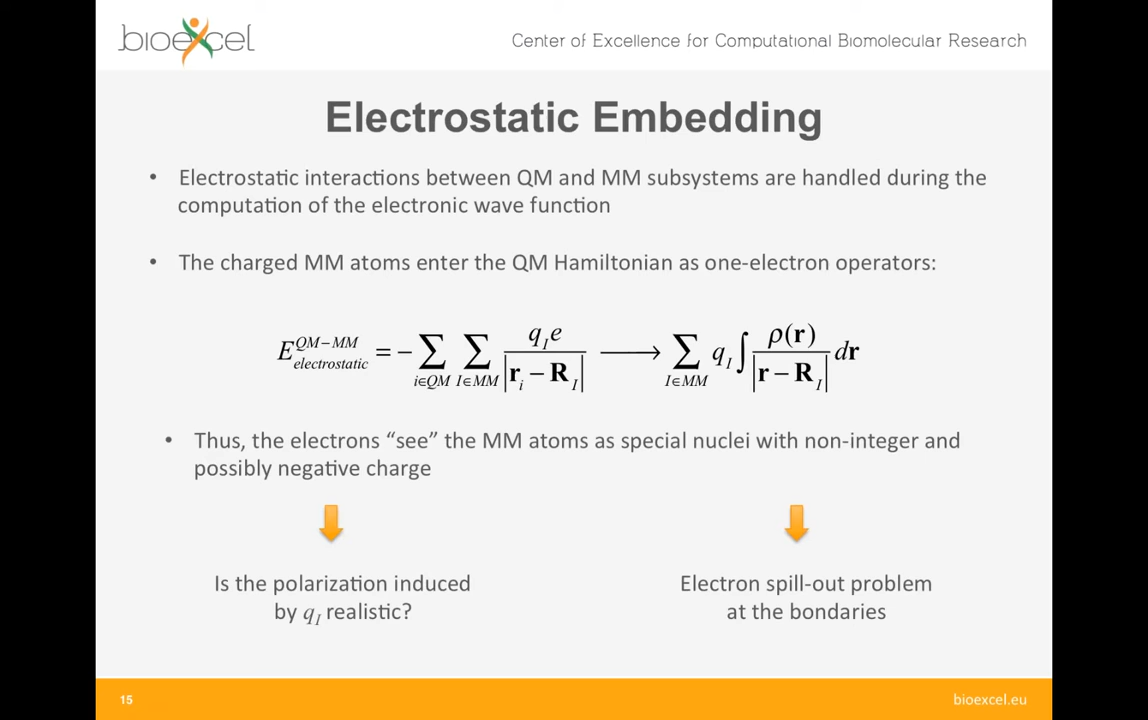 bioexcel
Center of Excellence for Computational Biomolecular Research
Electrostatic Embedding
• Electrostatic interactions between QM and MM subsystems are handled during the
computation of the electronic wave function
• The charged MM atoms enter the QM Hamiltonian as one-electron operators:
E_{electrostatic}^{QM−MM} = −∑_{i∈QM} ∑_{I∈MM} q_I e / |r_i − R_I| ⟶ ∑_{I∈MM} q_I ∫ ρ(r) / |r − R_I| dr
• Thus, the electrons “see” the MM atoms as special nuclei with non-integer and
possibly negative charge
Is the polarization induced
by q_I realistic?
Electron spill-out problem
at the bondaries
15
bioexcel.eu